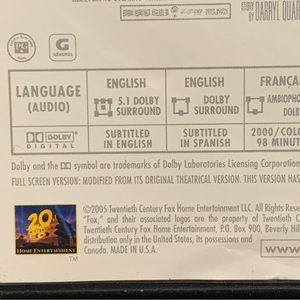 BY DARRYL QUAR
PG
G
GENERAL
LANGUAGE
(AUDIO)
ENGLISH
5.1 DOLBY
SURROUND
ENGLISH
DOLBY
SURROUND
FRANÇA
AMBIOPHO
DOLBY
DOLBY
DIGITAL
SUBTITLED
IN ENGLISH
SUBTITLED
IN SPANISH
2000/COLO
98 MINUT
Dolby and the DD symbol are trademarks of Dolby Laboratories Licensing Corporation
FULL SCREEN VERSION: MODIFIED FROM ITS ORIGINAL THEATRICAL VERSION. THIS VERSION HAS
20th
CENTURY
FOX
HOME ENTERTAINMENT
TM
©2005 Twentieth Century Fox Home Entertainment LLC. All Rights Rese
"Fox," and their associated logos are the property of Twentieth C
Twentieth Century Fox Home Entertainment, P.O. Box 900, Beverly Hil
distribution only in the United States, its possessions and
Canada. MADE IN U.S.A.
www